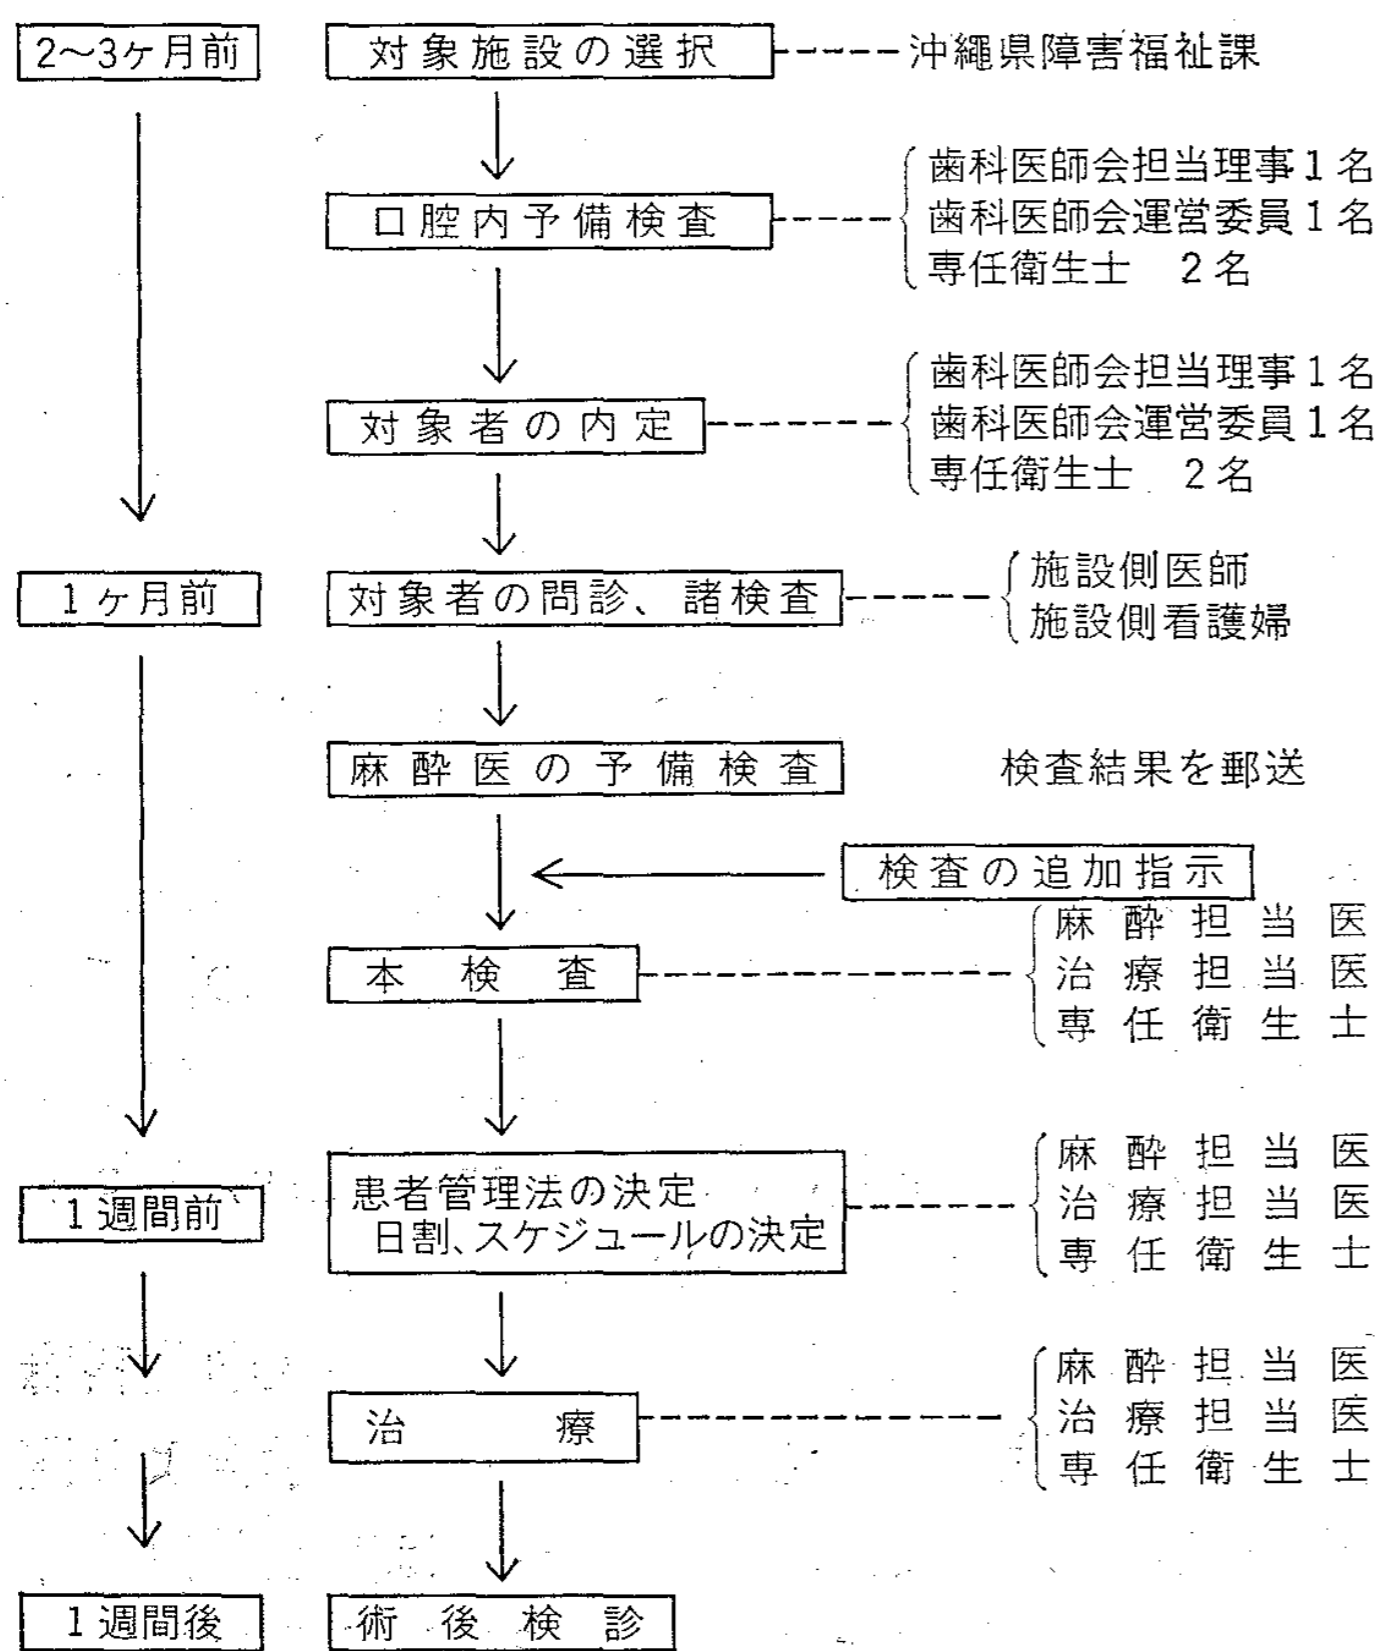 2～3ヶ月前 対象施設の選択 沖縄県障害福祉課
歯科医師会担当理事1名
口腔内予備検査 歯科医師会運営委員1名
専任衛生士 2名
歯科医師会担当理事1名
対象者の内定 歯科医師会運営委員1名
専任衛生士 2名
施設側医師
1ヶ月前 対象者の問診、諸検査
施設側看護婦
麻酔医の予備検査 検査結果を郵送
検査の追加指示
麻酔担当医
本検査 治療担当医
専任衛生士
麻酔担当医
患者管理法の決定
1週間前 治療担当医
日割、スケジュールの決定
専任衛生士
麻酔担当医
治療 治療担当医
専任衛生士
1週間後 術後検診